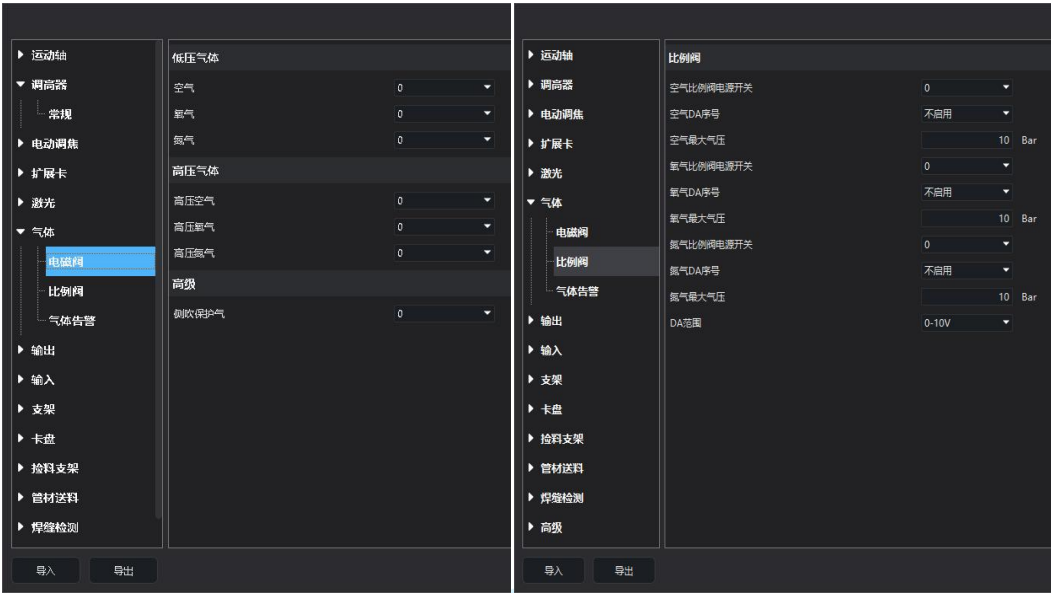 运动轴
调高器
常规
电动调焦
扩展卡
激光
气体
电磁阀
比例阀
气体告警
输出
输入
支架
卡盘
捡料支架
管材送料
焊缝检测
低压气体
空气 0
氧气 0
氮气 0
高压气体
高压空气 0
高压氧气 0
高压氮气 0
高级
侧吹保护气 0
导入 导出
运动轴
调高器
电动调焦
扩展卡
激光
气体
电磁阀
比例阀
气体告警
输出
输入
支架
卡盘
捡料支架
管材送料
焊缝检测
高级
比例阀
空气比例阀电源开关 0
空气DA序号 不启用
空气最大气压 10 Bar
氧气比例阀电源开关 0
氧气DA序号 不启用
氧气最大气压 10 Bar
氮气比例阀电源开关 0
氮气DA序号 不启用
氮气最大气压 10 Bar
DA范围 0-10V
导入 导出